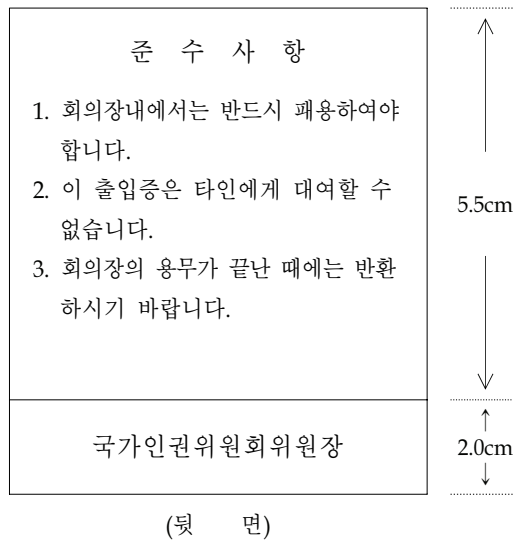 준 수 사 항
1. 회의장내에서는 반드시 패용하여야
합니다.
2. 이 출입증은 타인에게 대여할 수
없습니다.
3. 회의장의 용무가 끝난 때에는 반환
하시기 바랍니다.
5.5cm
국가인권위원회위원장
2.0cm
(뒷 면)